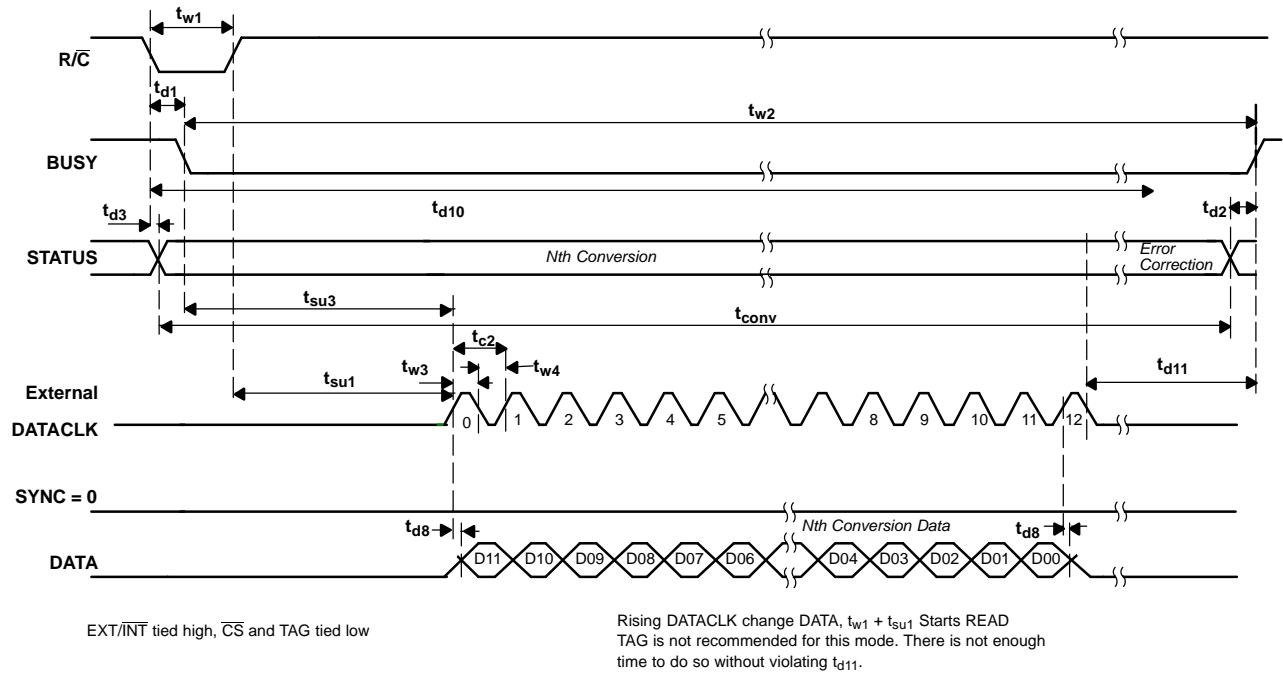 tw1
R/C
td1
tw2
BUSY
td3
td10
td2
STATUS
Nth Conversion
Error
Correction
tsu3
tconv
tc2
tw3
tw4
tsu1
td11
External
DATACLK
0 1 2 3 4 5 8 9 10 11 12
SYNC = 0
Nth Conversion Data
td8
td8
DATA
D11 D10 D09 D08 D07 D06 D04 D03 D02 D01 D00
EXT/INT tied high, CS and TAG tied low
Rising DATACLK change DATA, tw1 + tsu1 Starts READ
TAG is not recommended for this mode. There is not enough
time to do so without violating td11.